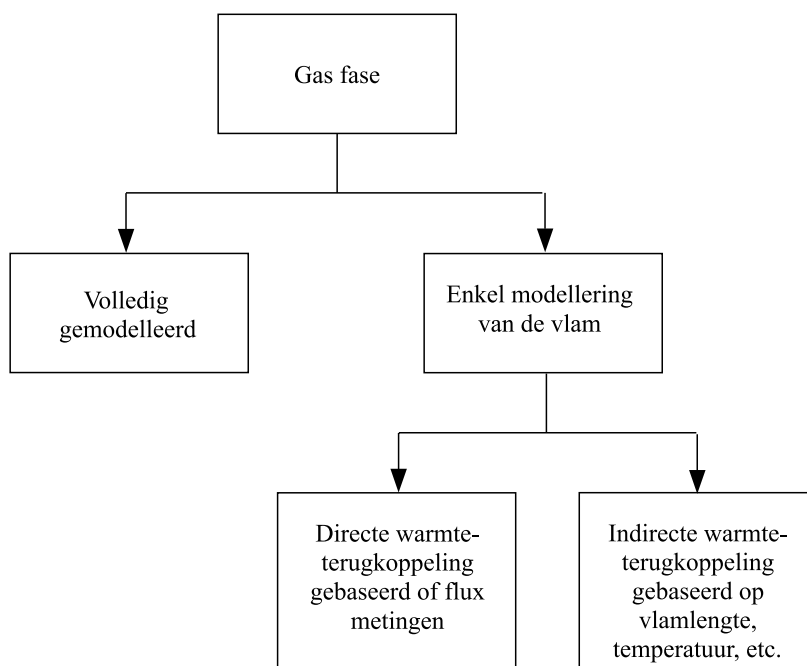 Gas fase
Volledig
gemodelleerd
Enkel modellering
van de vlam
Directe warmte-
terugkoppeling
gebaseerd of flux
metingen
Indirecte warmte-
terugkoppeling
gebaseerd op
vlamlengte,
temperatuur, etc.